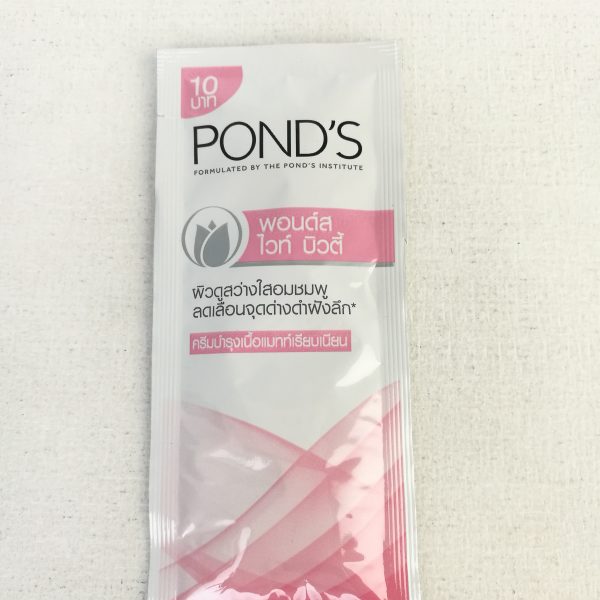 10
บาท
POND'S
FORMULATED BY THE POND'S INSTITUTE
พอนด์ส
ไวท์ บิวตี้
ผิวดูสว่างใสอมชมพู
ลดเลือนจุดด่างดำฝังลึก*
ครีมบำรุงเนื้อแมทท์เรียบเนียน